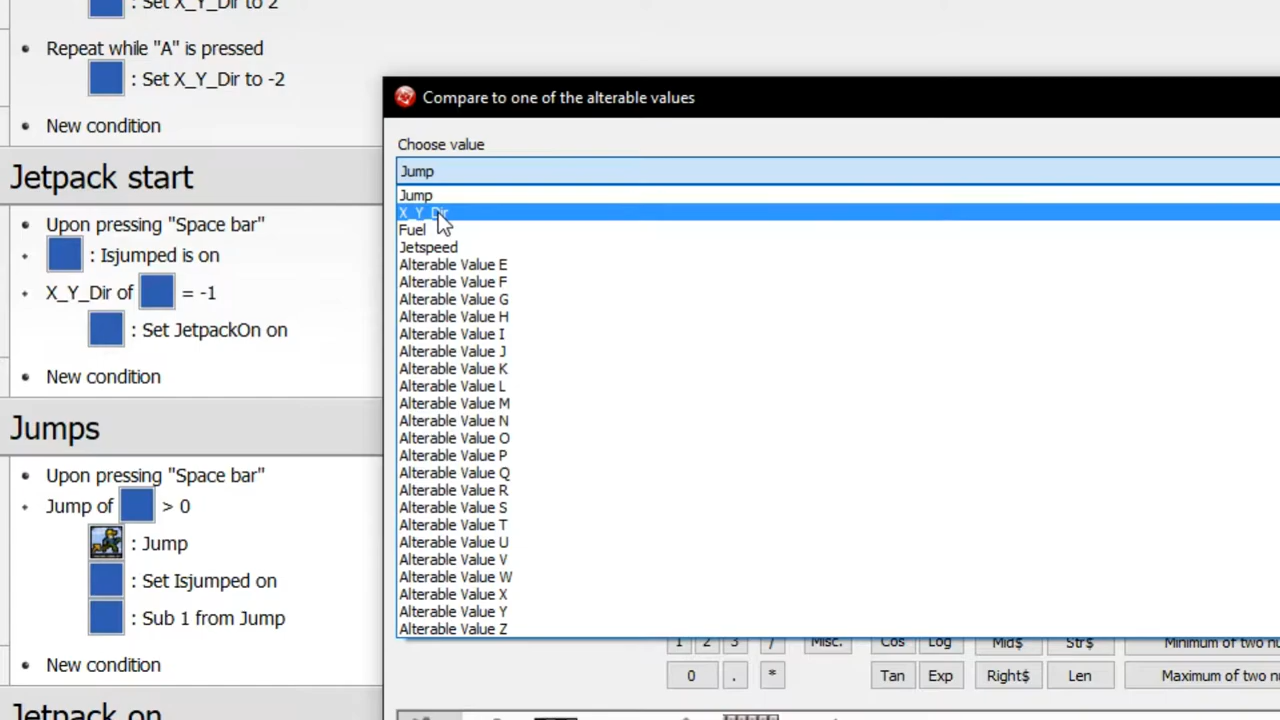 : Set X_Y_Dir to 2
Repeat while "A" is pressed
: Set X_Y_Dir to -2
New condition
Jetpack start
Upon pressing "Space bar"
: Isjumped is on
X_Y_Dir of = -1
: Set JetpackOn on
New condition
Jumps
Upon pressing "Space bar"
Jump of > 0
: Jump
: Set Isjumped on
: Sub 1 from Jump
New condition
Jetpack on
Compare to one of the alterable values
Choose value
Jump
Jump
X_Y_Dir
Fuel
Jetspeed
Alterable Value E
Alterable Value F
Alterable Value G
Alterable Value H
Alterable Value I
Alterable Value J
Alterable Value K
Alterable Value L
Alterable Value M
Alterable Value N
Alterable Value O
Alterable Value P
Alterable Value Q
Alterable Value R
Alterable Value S
Alterable Value T
Alterable Value U
Alterable Value V
Alterable Value W
Alterable Value X
Alterable Value Y
Alterable Value Z
1 2 3 / Misc. Cos Log Mid$ Str$ Minimum of two
0 . * Tan Exp Right$ Len Maximum of two